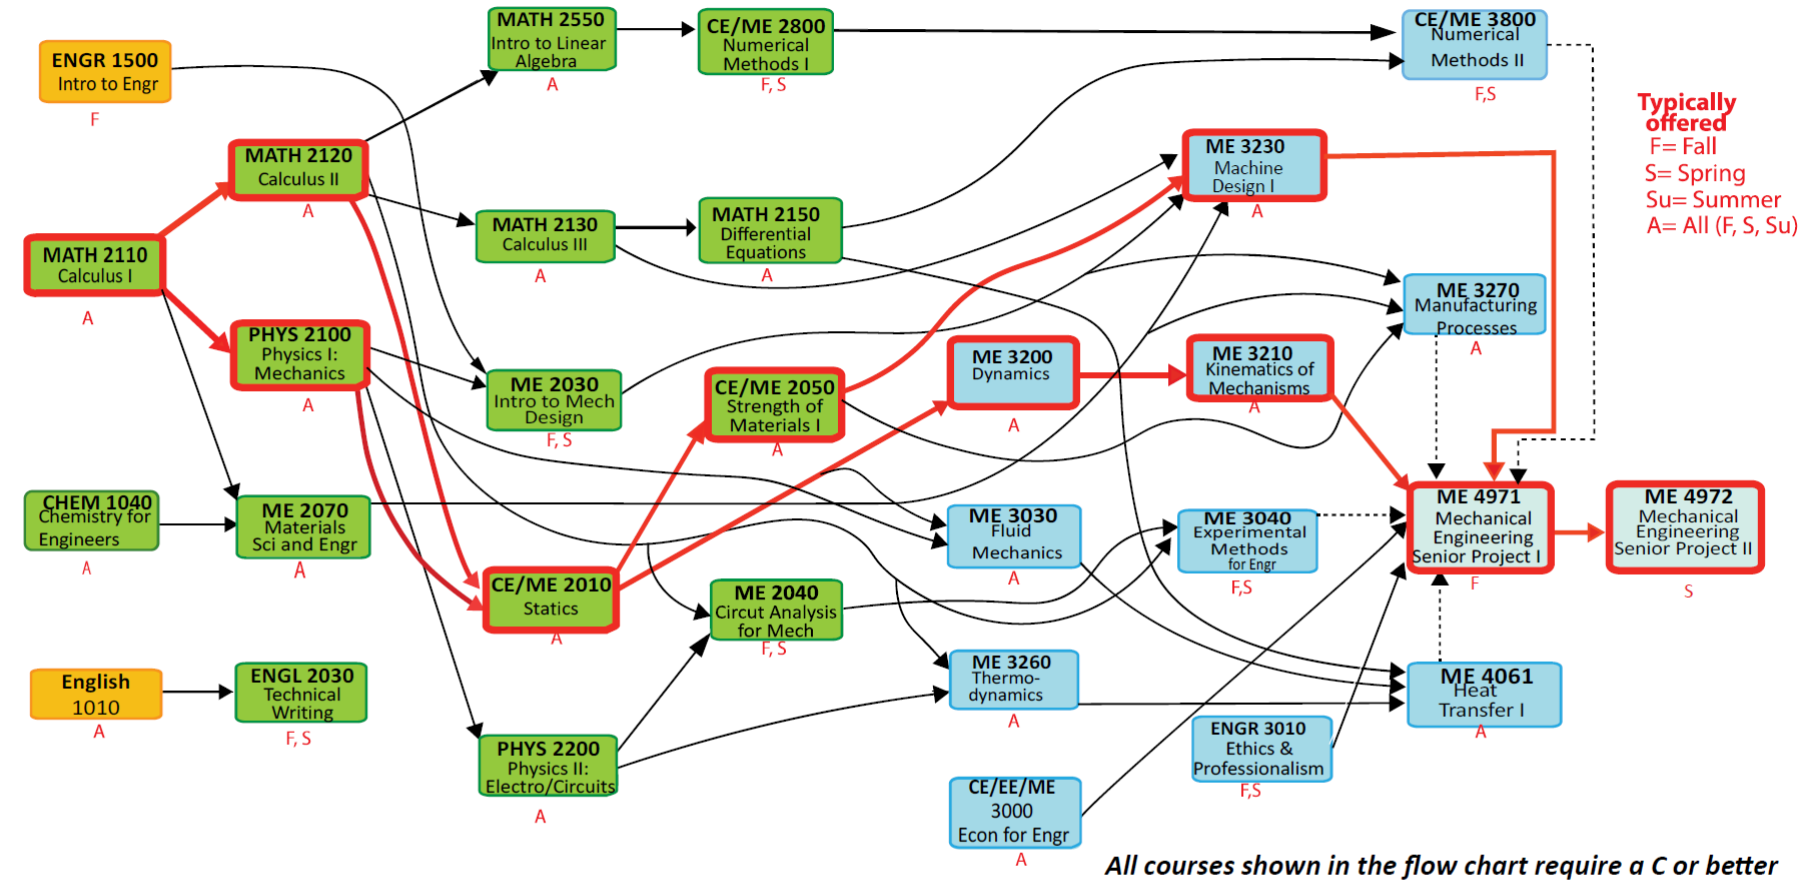 ENGR 1500
Intro to Engr
F
MATH 2110
Calculus I
A
CHEM 1040
Chemistry for
Engineers
A
English
1010
A
MATH 2120
Calculus II
A
PHYS 2100
Physics I:
Mechanics
A
ME 2070
Materials
Sci and Engr
A
ENGL 2030
Technical
Writing
F, S
MATH 2550
Intro to Linear
Algebra
A
MATH 2130
Calculus III
A
ME 2030
Intro to Mech
Design
F, S
CE/ME 2010
Statics
A
PHYS 2200
Physics II:
Electro/Circuits
A
CE/ME 2800
Numerical
Methods I
F, S
MATH 2150
Differential
Equations
A
CE/ME 2050
Strength of
Materials I
A
ME 2040
Circut Analysis
for Mech
F, S
ME 3200
Dynamics
A
ME 3030
Fluid
Mechanics
A
ME 3260
Thermo-
dynamics
A
CE/EE/ME
3000
Econ for Engr
A
ME 3230
Machine
Design I
A
ME 3210
Kinematics of
Mechanisms
A
ME 3040
Experimental
Methods
for Engr
F,S
ENGR 3010
Ethics &
Professionalism
F,S
CE/ME 3800
Numerical
Methods II
F,S
ME 3270
Manufacturing
Processes
A
ME 4971
Mechanical
Engineering
Senior Project I
F
ME 4061
Heat
Transfer I
A
ME 4972
Mechanical
Engineering
Senior Project II
S
Typically
offered
F= Fall
S= Spring
Su= Summer
A= All (F, S, Su)
All courses shown in the flow chart require a C or better